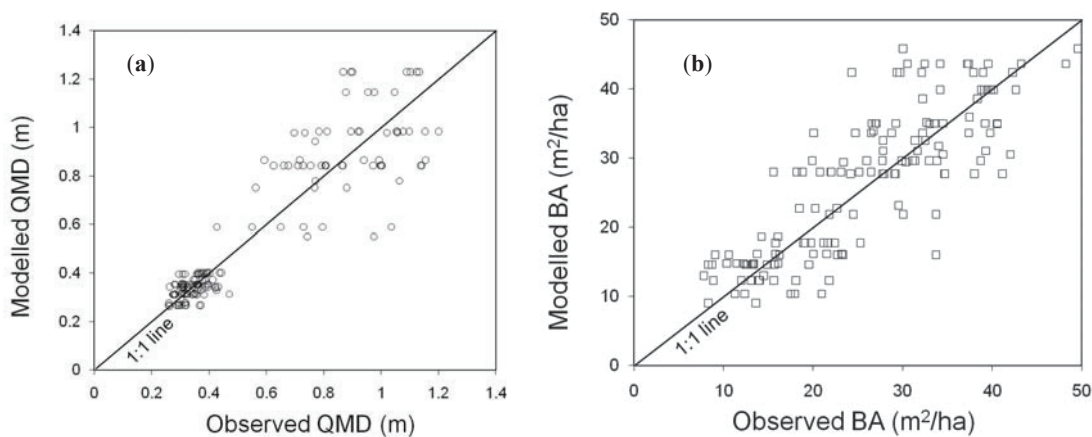 (a)
Modelled QMD (m)
1.4
1.2
1
0.8
0.6
0.4
0.2
0
1:1 line
0 0.2 0.4 0.6 0.8 1 1.2 1.4
Observed QMD (m)
(b)
Modelled BA (m²/ha)
50
40
30
20
10
0
1:1 line
0 10 20 30 40 50
Observed BA (m²/ha)